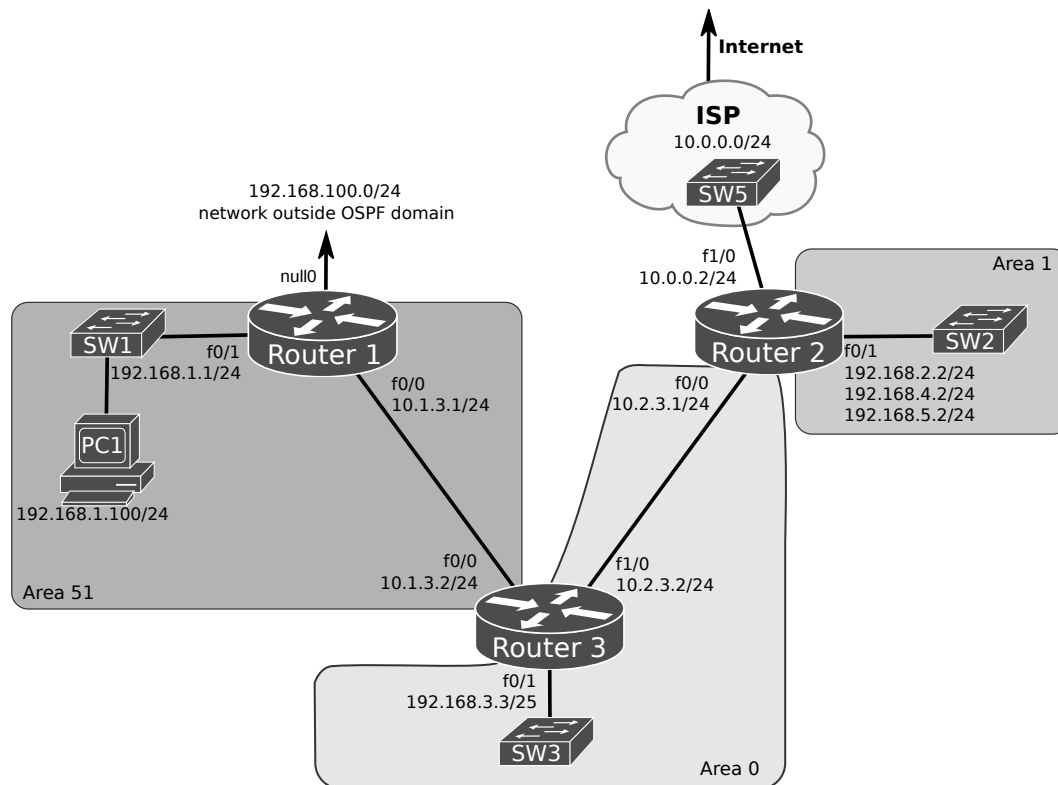 Internet
ISP
10.0.0.0/24
SW5
192.168.100.0/24
network outside OSPF domain
null0
f1/0
10.0.0.2/24
Area 1
SW1
f0/1
192.168.1.1/24
Router 1
Router 2
SW2
f0/1
192.168.2.2/24
192.168.4.2/24
192.168.5.2/24
f0/0
10.1.3.1/24
f0/0
10.2.3.1/24
PC1
192.168.1.100/24
f0/0
10.1.3.2/24
f1/0
10.2.3.2/24
Area 51
Router 3
f0/1
192.168.3.3/25
SW3
Area 0